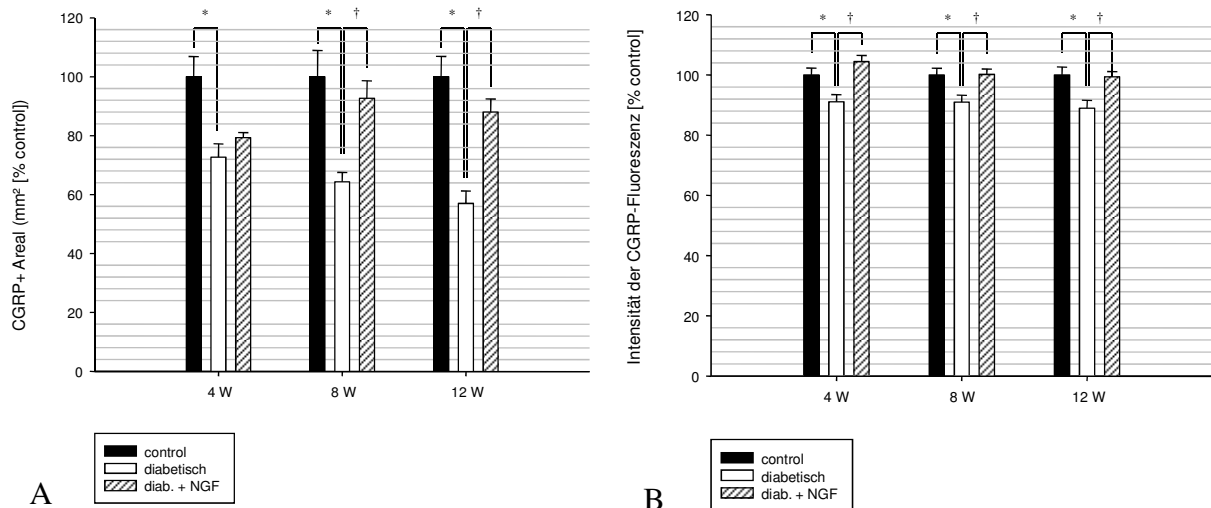 * * † * †
120
100
80
60
40
20
0
CGRP+ Areal (mm² [% control])
4 W 8 W 12 W
control
diabetisch
diab. + NGF
A
* † * † * †
120
100
80
60
40
20
0
Intensität der CGRP-Fluoreszenz [% control]
4 W 8 W 12 W
control
diabetisch
diab. + NGF
B